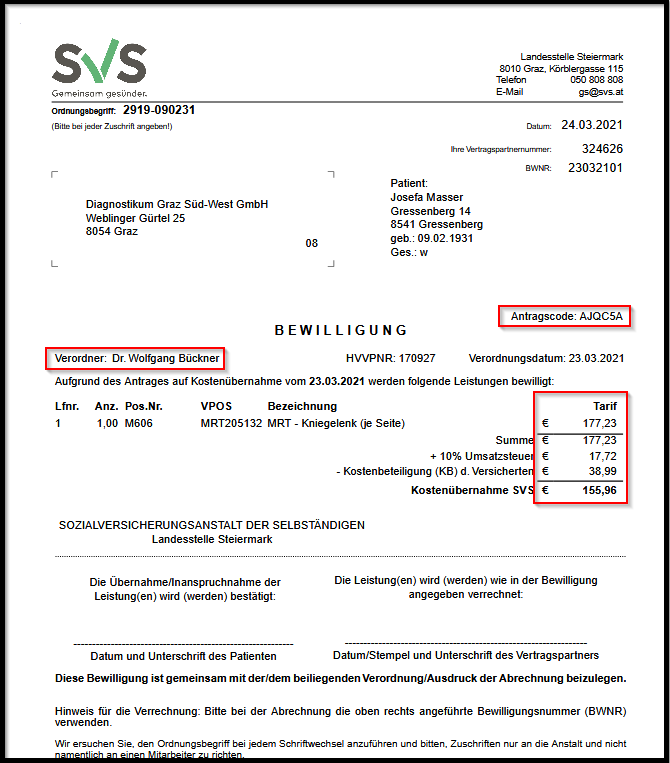 SVS
Gemeinsam gesünder.
Landesstelle Steiermark
8010 Graz, Körblergasse 115
Telefon 050 808 808
E-Mail gs@svs.at
Ordnungsbegriff: 2919-090231
(Bitte bei jeder Zuschrift angeben!)
Datum: 24.03.2021
Ihre Vertragspartnernummer: 324626
BWNR: 23032101
Diagnostikum Graz Süd-West GmbH
Weblinger Gürtel 25
8054 Graz
08
Patient:
Josefa Masser
Gressenberg 14
8541 Gressenberg
geb.: 09.02.1931
Ges.: w
Antragscode: AJQC5A
BEWILLIGUNG
Verordner: Dr. Wolfgang Bückner HVVPNR: 170927 Verordnungsdatum: 23.03.2021
Aufgrund des Antrages auf Kostenübernahme vom 23.03.2021 werden folgende Leistungen bewilligt:
Lfnr. Anz. Pos.Nr. VPOS Bezeichnung Tarif
1 1,00 M606 MRT205132 MRT - Kniegelenk (je Seite) € 177,23
Summe € 177,23
+ 10% Umsatzsteuer € 17,72
- Kostenbeteiligung (KB) d. Versicherten € 38,99
Kostenübernahme SVS € 155,96
SOZIALVERSICHERUNGSANSTALT DER SELBSTÄNDIGEN
Landesstelle Steiermark
Die Übernahme/Inanspruchnahme der
Leistung(en) wird (werden) bestätigt:
Die Leistung(en) wird (werden) wie in der Bewilligung
angegeben verrechnet:
Datum und Unterschrift des Patienten
Datum/Stempel und Unterschrift des Vertragspartners
Diese Bewilligung ist gemeinsam mit der/dem beiliegenden Verordnung/Ausdruck der Abrechnung beizulegen.
Hinweis für die Verrechnung: Bitte bei der Abrechnung die oben rechts angeführte Bewilligungsnummer (BWNR)
verwenden.
Wir ersuchen Sie, den Ordnungsbegriff bei jedem Schriftwechsel anzuführen und bitten, Zuschriften nur an die Anstalt und nicht
namentlich an einen Mitarbeiter zu richten.